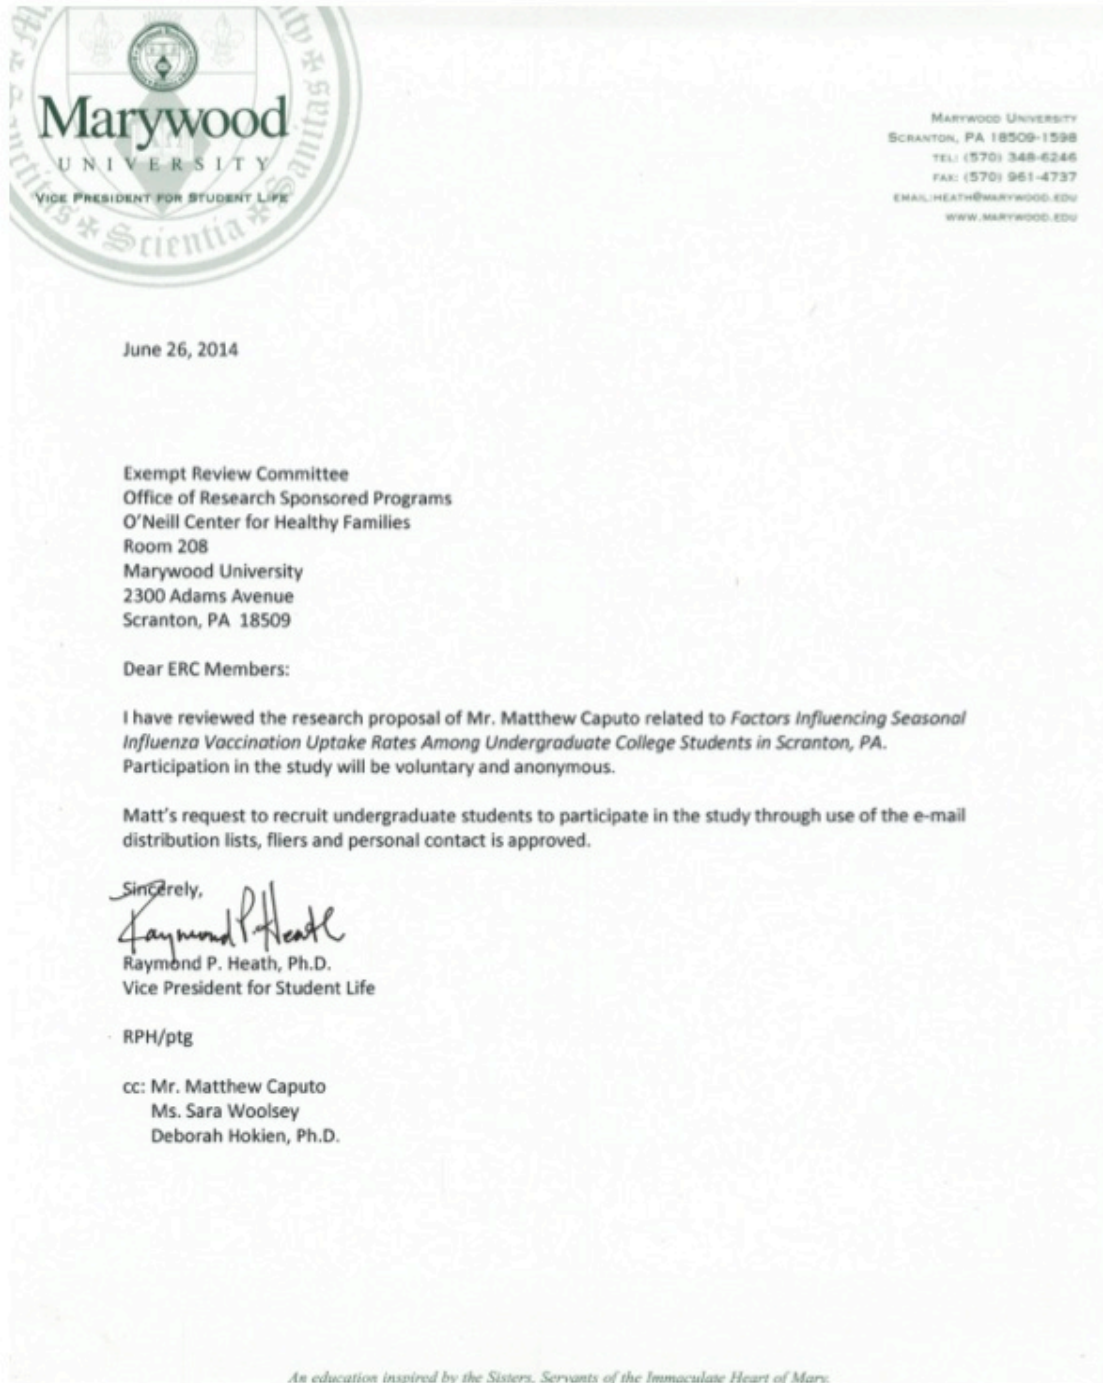 Marywood
UNIVERSITY
VICE PRESIDENT FOR STUDENT LIFE
Scientia
Sanitas
MARYWOOD UNIVERSITY
SCRANTON, PA 18509-1598
TEL: (570) 348-6246
FAX: (570) 961-4737
EMAIL:HEATH@MARYWOOD.EDU
WWW.MARYWOOD.EDU
June 26, 2014
Exempt Review Committee
Office of Research Sponsored Programs
O'Neill Center for Healthy Families
Room 208
Marywood University
2300 Adams Avenue
Scranton, PA 18509
Dear ERC Members:
I have reviewed the research proposal of Mr. Matthew Caputo related to Factors Influencing Seasonal
Influenza Vaccination Uptake Rates Among Undergraduate College Students in Scranton, PA.
Participation in the study will be voluntary and anonymous.
Matt's request to recruit undergraduate students to participate in the study through use of the e-mail
distribution lists, fliers and personal contact is approved.
Sincerely,
Raymond P. Heath
Raymond P. Heath, Ph.D.
Vice President for Student Life
RPH/ptg
cc: Mr. Matthew Caputo
Ms. Sara Woolsey
Deborah Hokien, Ph.D.
An education inspired by the Sisters, Servants of the Immaculate Heart of Mary.